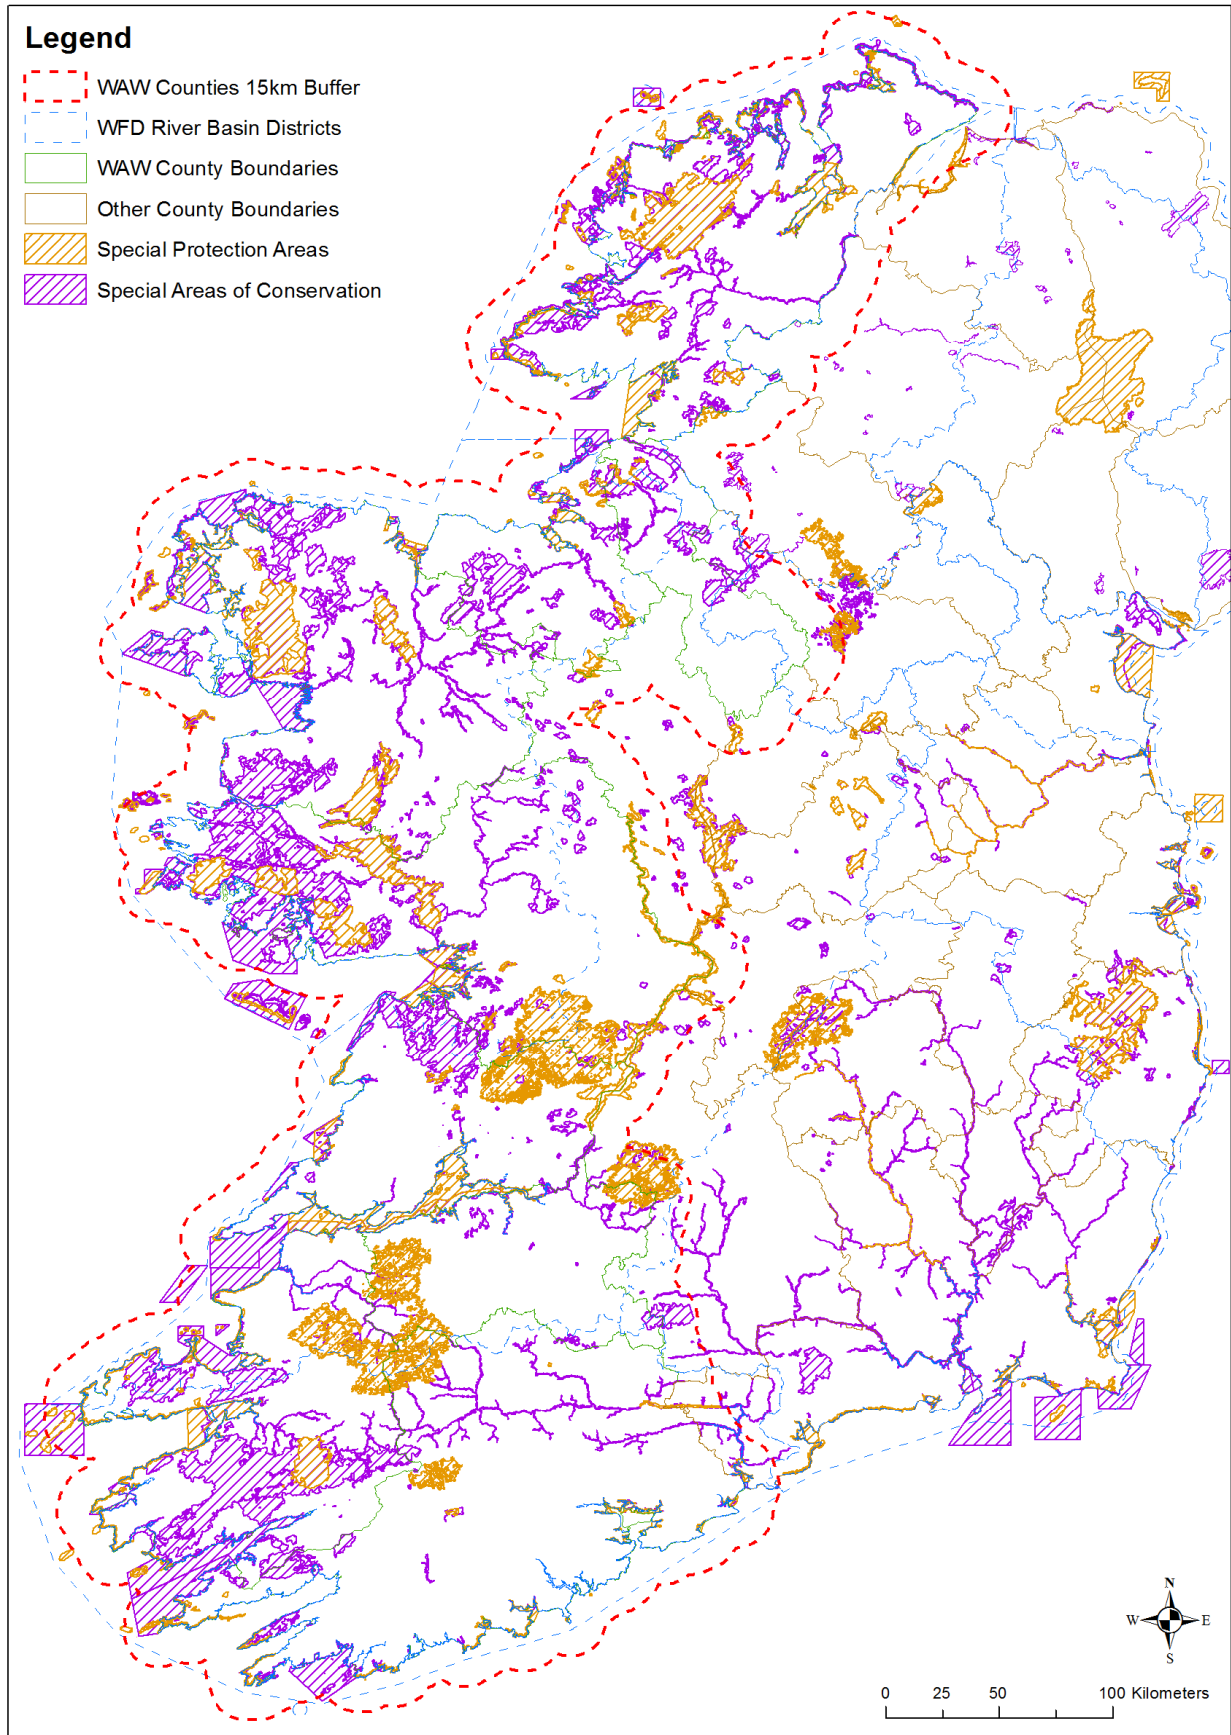 Legend
WAW Counties 15km Buffer
WFD River Basin Districts
WAW County Boundaries
Other County Boundaries
Special Protection Areas
Special Areas of Conservation
N
W E
S
0 25 50 100 Kilometers